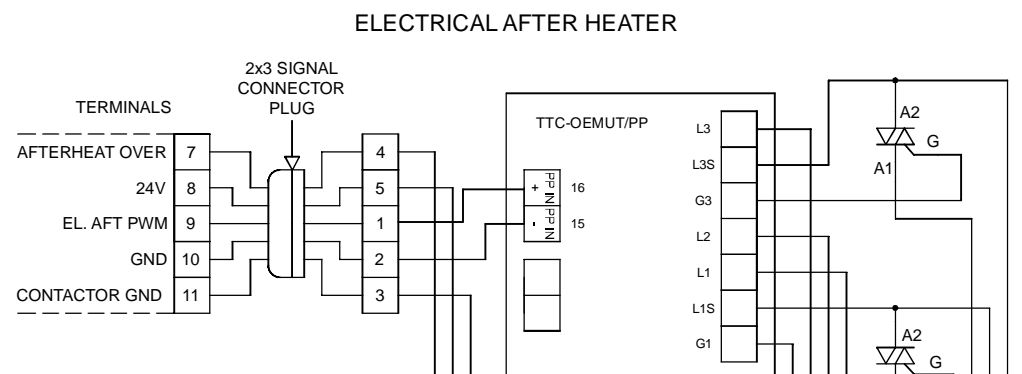 ELECTRICAL AFTER HEATER
2x3 SIGNAL
CONNECTOR
PLUG
TERMINALS
AFTERHEAT OVER 7
24V 8
EL. AFT PWM 9
GND 10
CONTACTOR GND 11
4
5
1
2
3
TTC-OEMUT/PP
+ PP IN 16
- PP IN 15
L3
L3S
G3
L2
L1
L1S
G1
A2
G
A1
A2
G